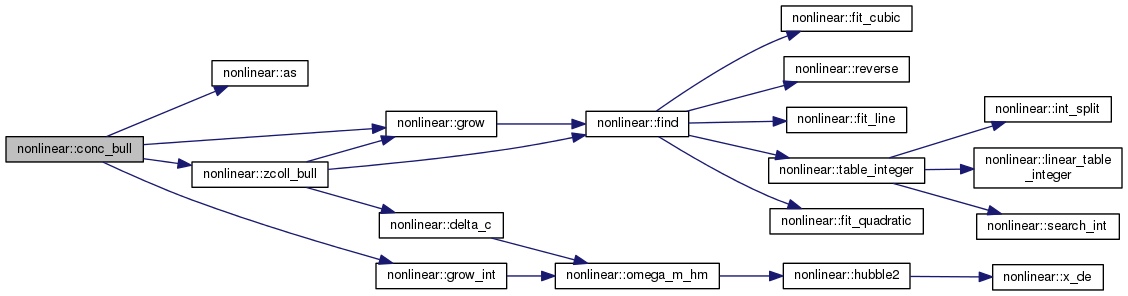 nonlinear::conc_bull
nonlinear::as
nonlinear::grow
nonlinear::zcoll_bull
nonlinear::delta_c
nonlinear::grow_int
nonlinear::find
nonlinear::omega_m_hm
nonlinear::fit_cubic
nonlinear::reverse
nonlinear::fit_line
nonlinear::table_integer
nonlinear::fit_quadratic
nonlinear::hubble2
nonlinear::int_split
nonlinear::linear_table
_integer
nonlinear::search_int
nonlinear::x_de